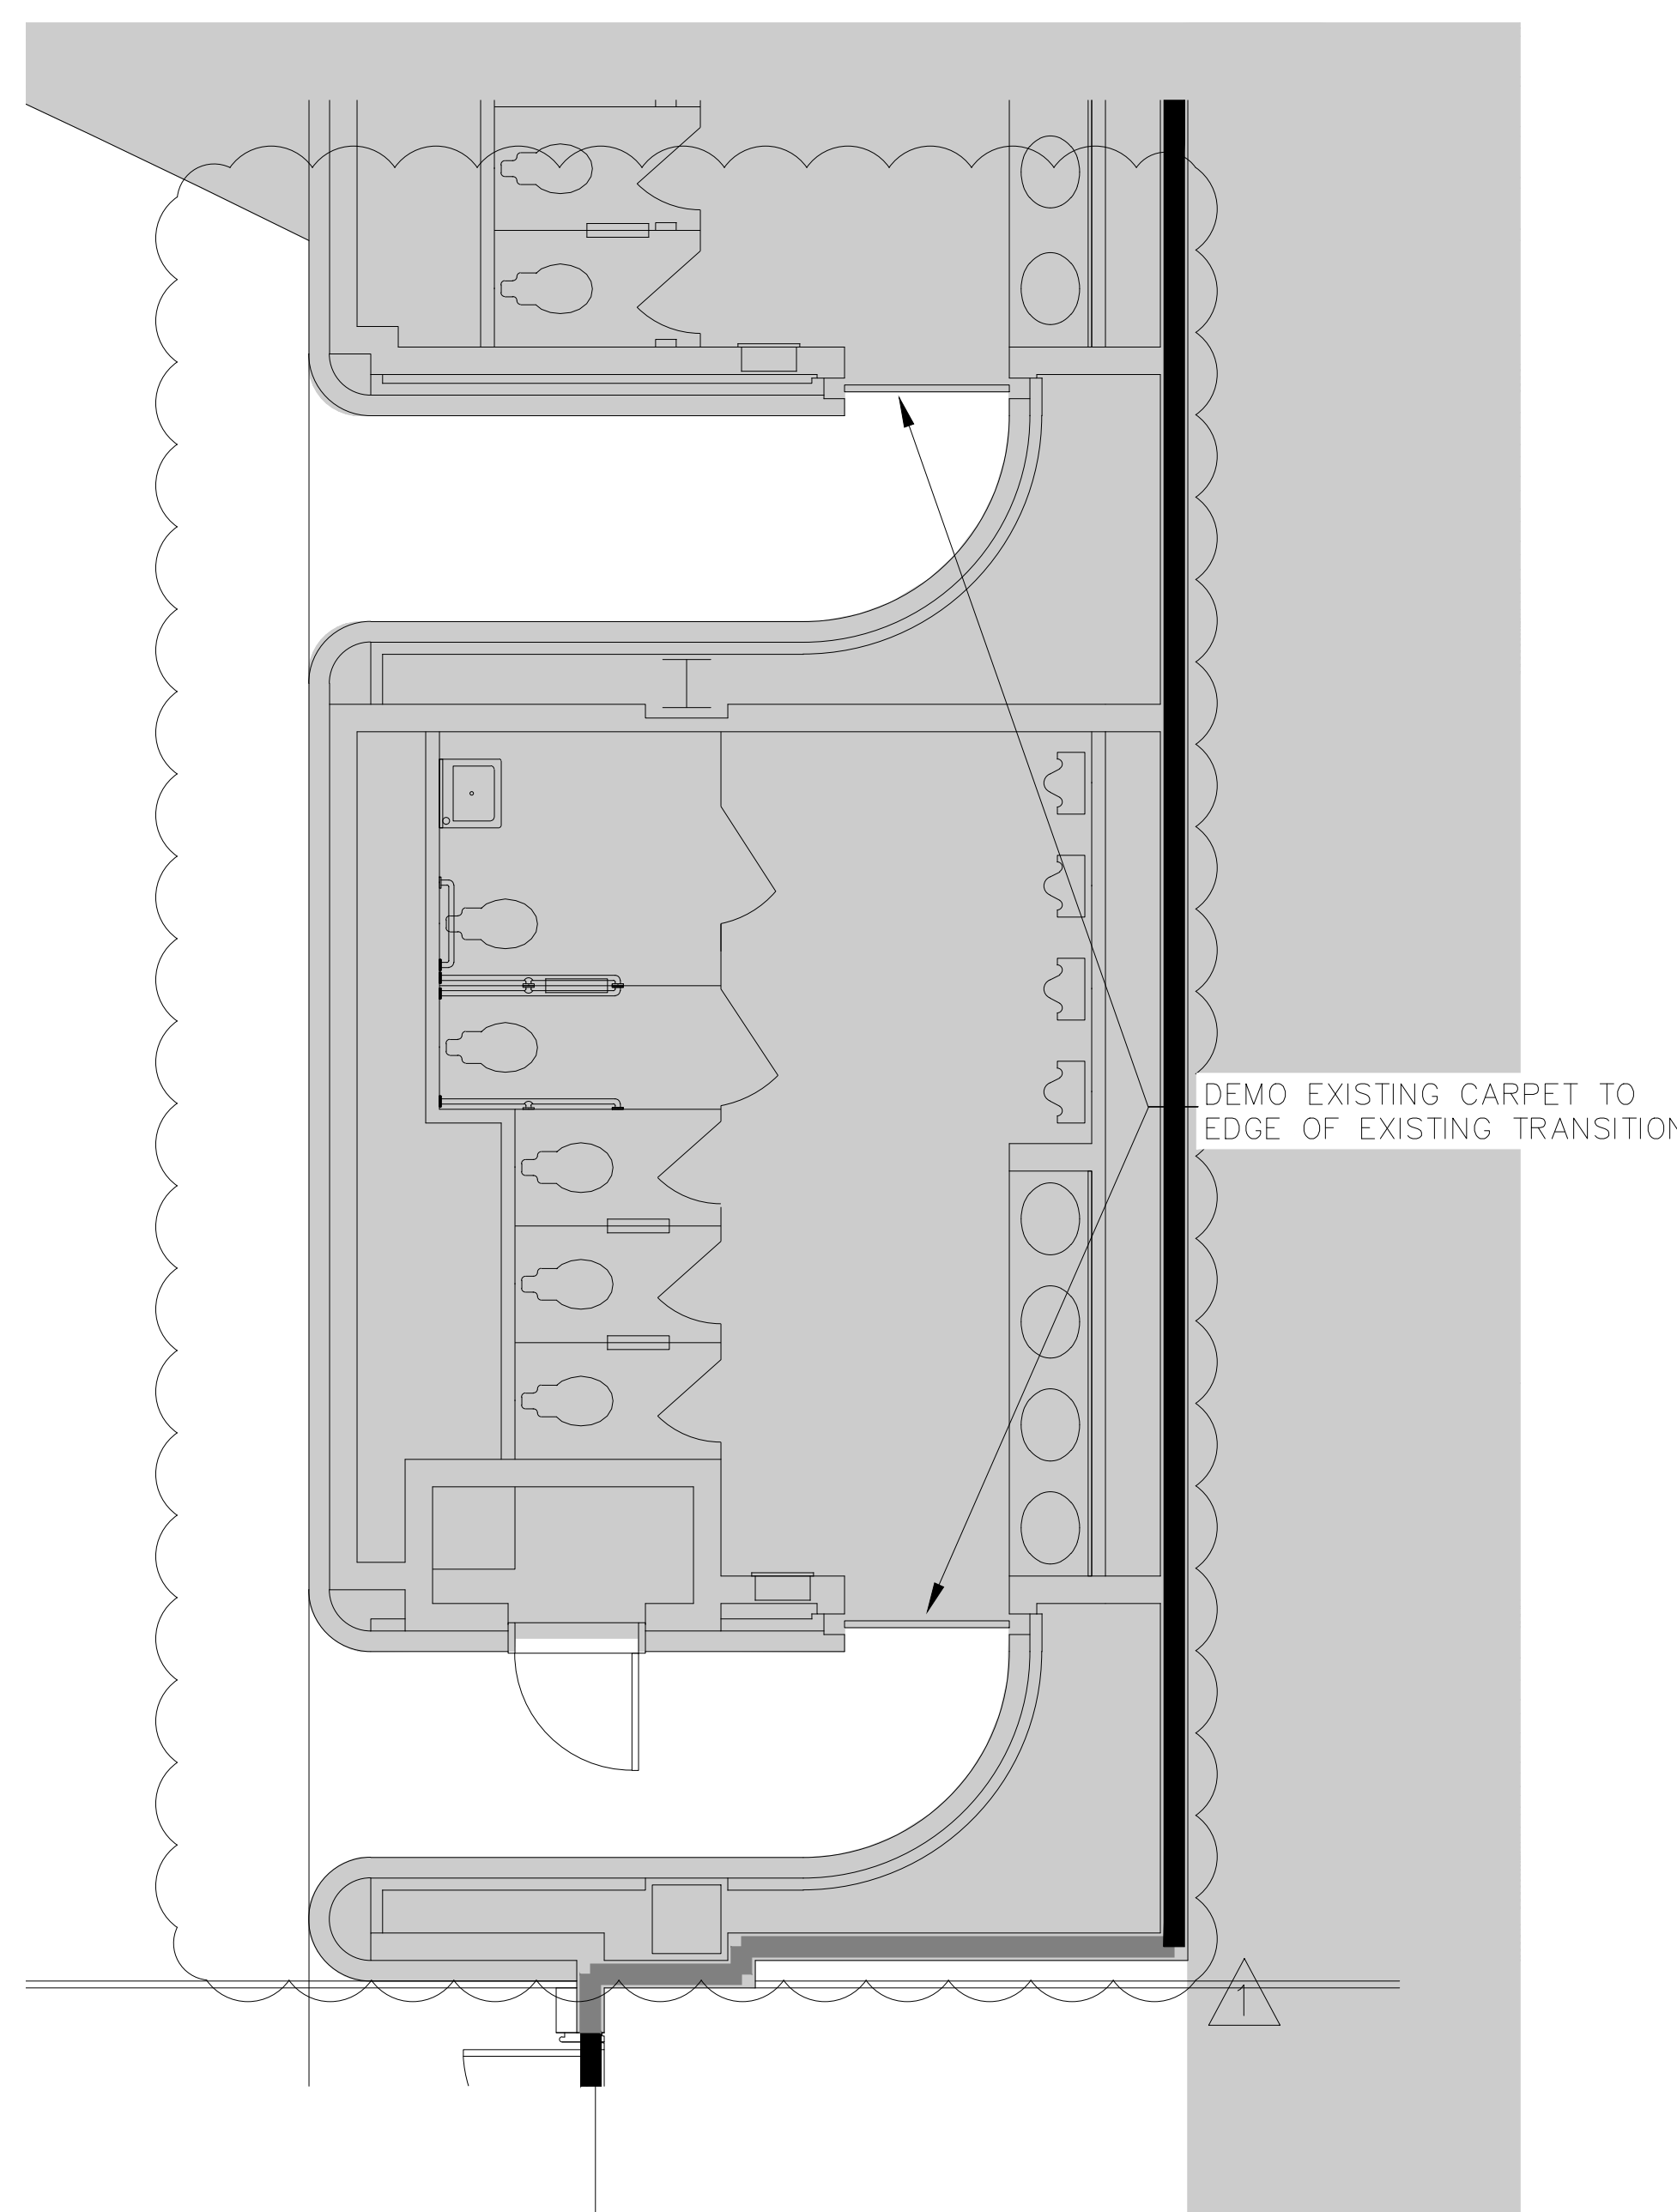 DEMO EXISTING CARPET TO
EDGE OF EXISTING TRANSITION
1